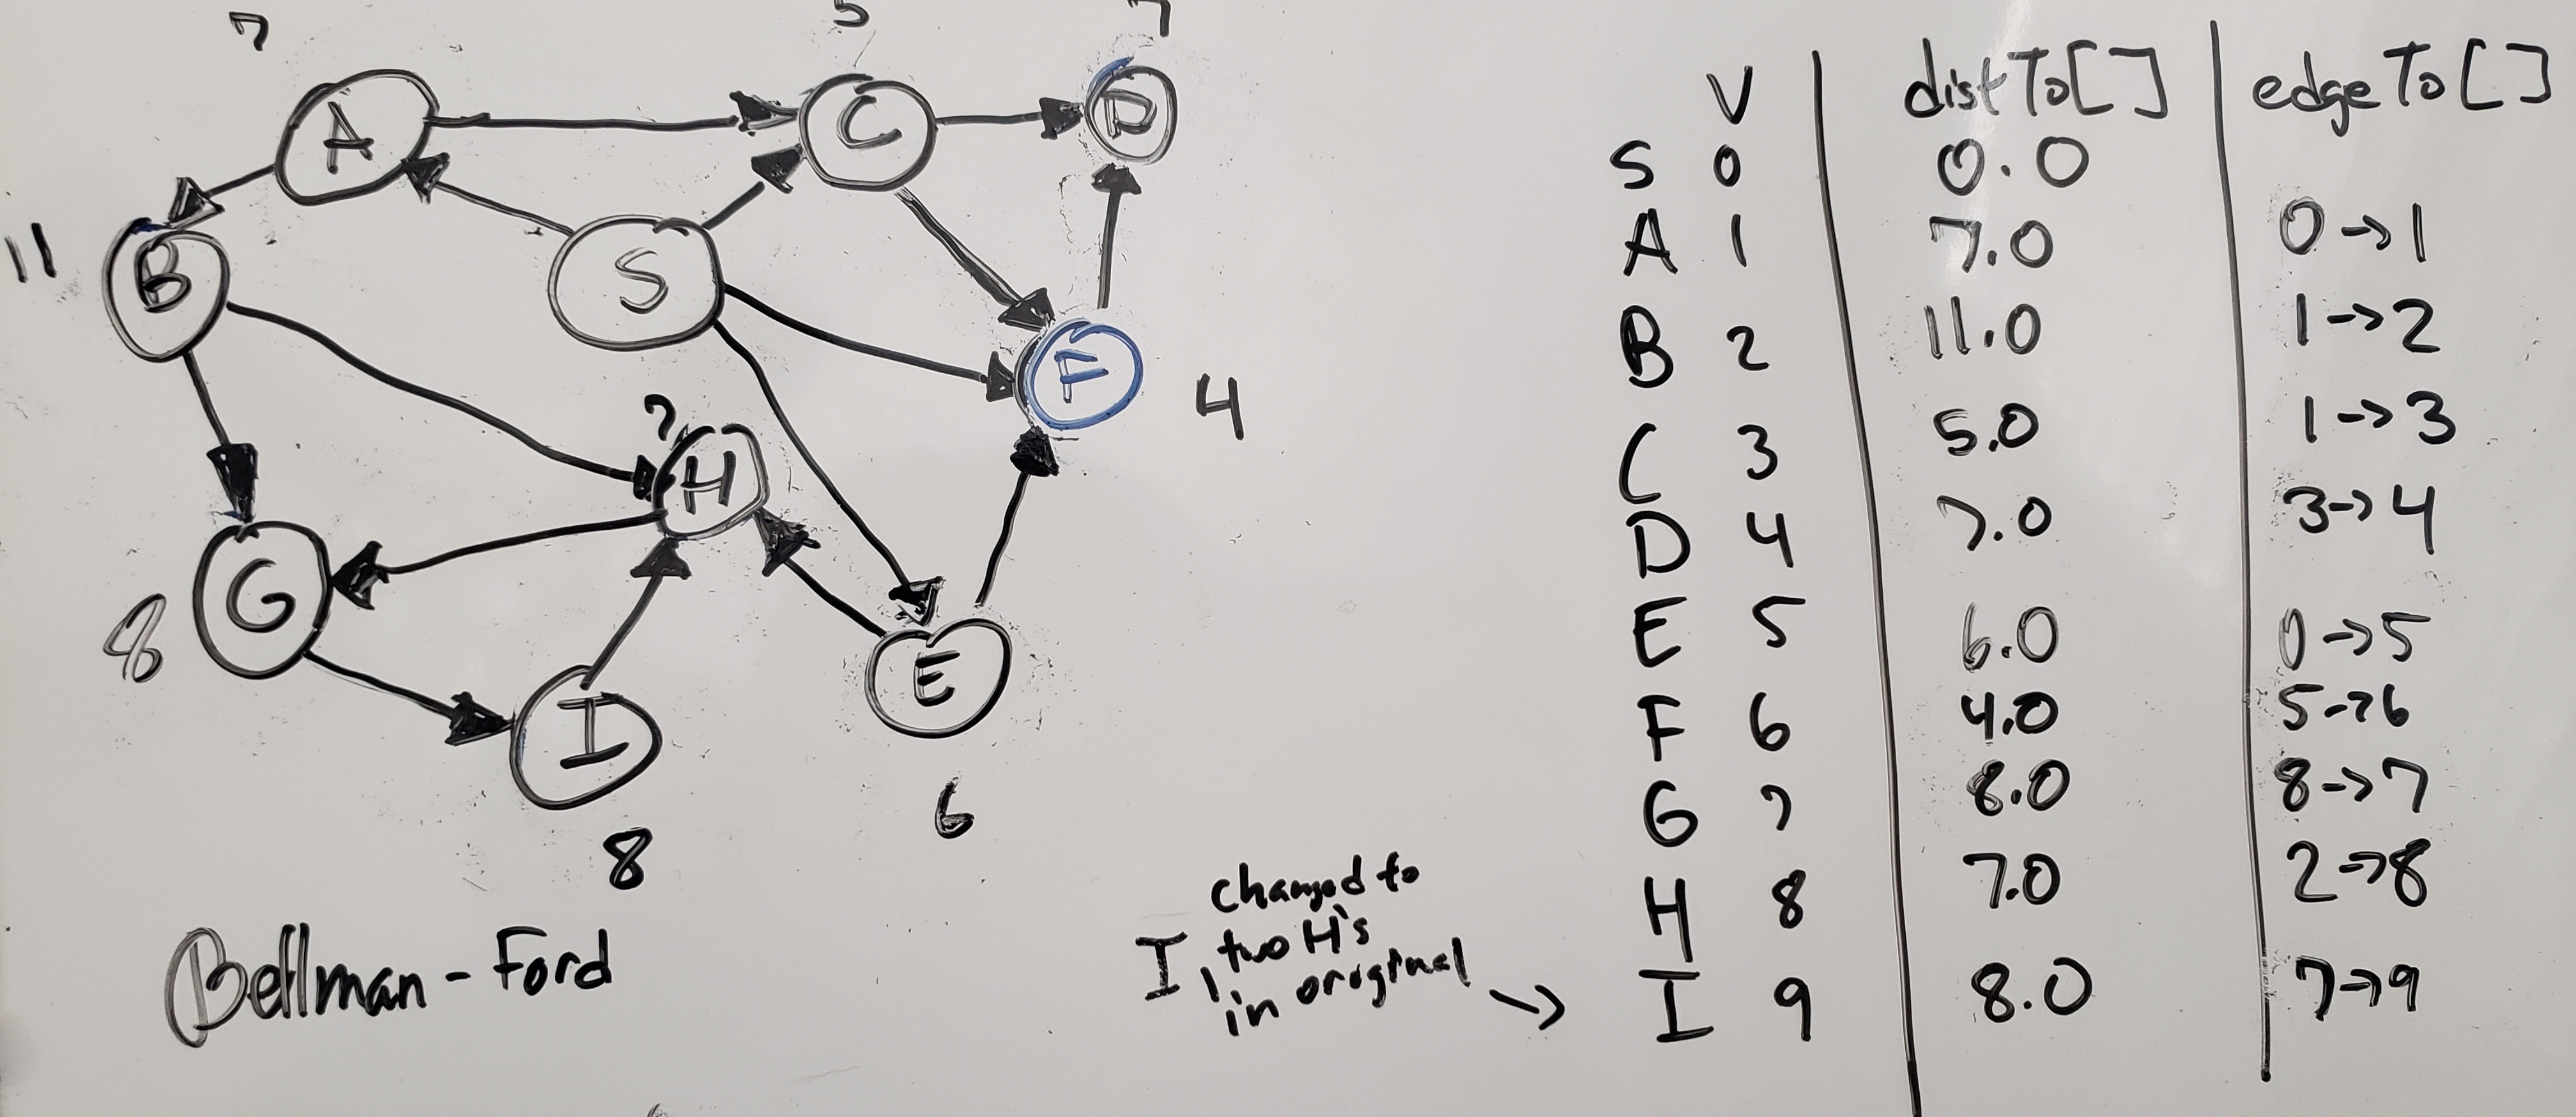 7
5
7
A
C
D
11
B
S
F
4
7
H
G
8
I
E
8
6
Bellman-Ford
changed to
I, two H's
in original →
V distTo[] edgeTo[]
S 0 0.0
A 1 7.0 0→1
B 2 11.0 1→2
C 3 5.0 1→3
D 4 7.0 3→4
E 5 6.0 0→5
F 6 4.0 5→6
G 7 8.0 8→7
H 8 7.0 2→8
I 9 8.0 7→9